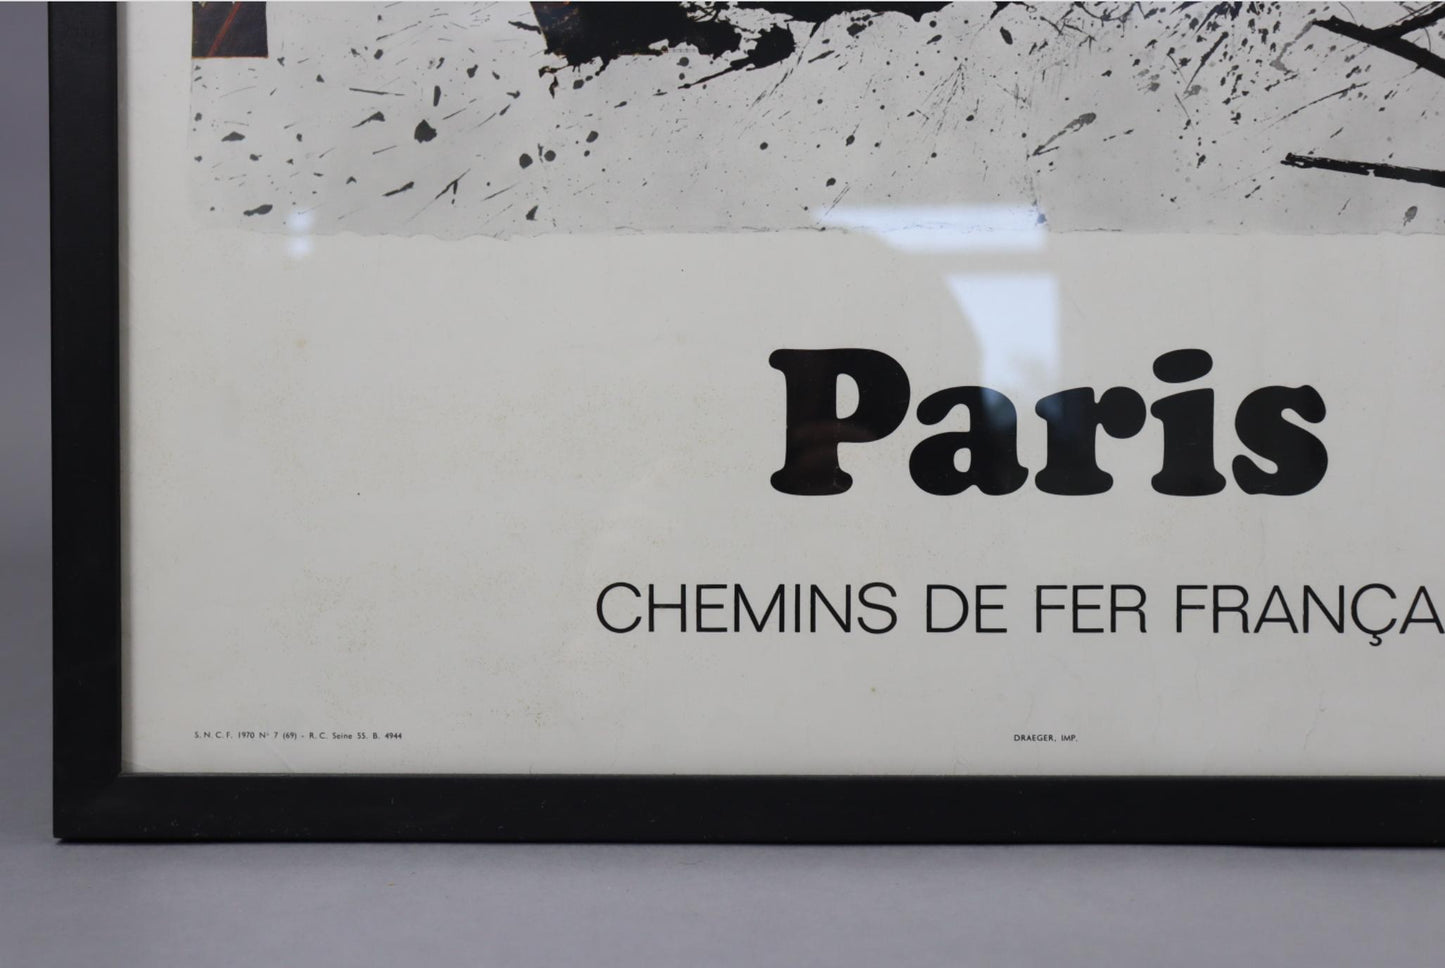 Paris
CHEMINS DE FER FRANÇA
S. N. C. F. 1970 N° 7 (69) - R. C. Seine 55. B. 4944
DRAEGER, IMP.